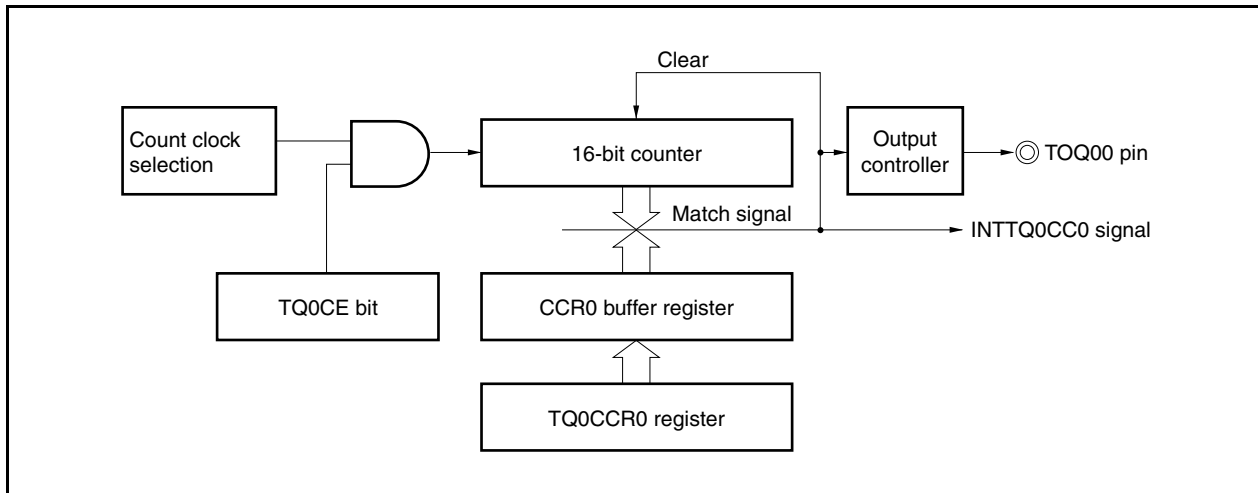 Clear
Count clock
selection
16-bit counter
Output
controller
TOQ00 pin
Match signal
INTTQ0CC0 signal
TQ0CE bit
CCR0 buffer register
TQ0CCR0 register